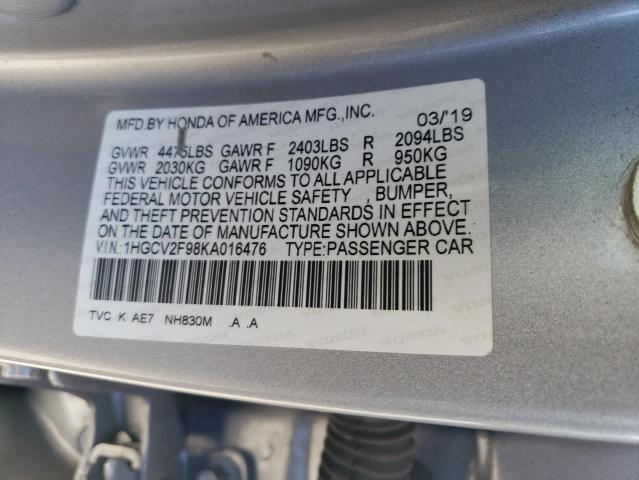 MFD.BY HONDA OF AMERICA MFG.,INC. 03/'19
GVWR 4475LBS GAWR F 2403LBS R 2094LBS
GVWR 2030KG GAWR F 1090KG R 950KG
THIS VEHICLE CONFORMS TO ALL APPLICABLE
FEDERAL MOTOR VEHICLE SAFETY , BUMPER,
AND THEFT PREVENTION STANDARDS IN EFFECT
ON THE DATE OF MANUFACTURE SHOWN ABOVE.
V.I.N.:1HGCV2F98KA016476 TYPE:PASSENGER CAR
TVC K AE7 NH830M .A .A